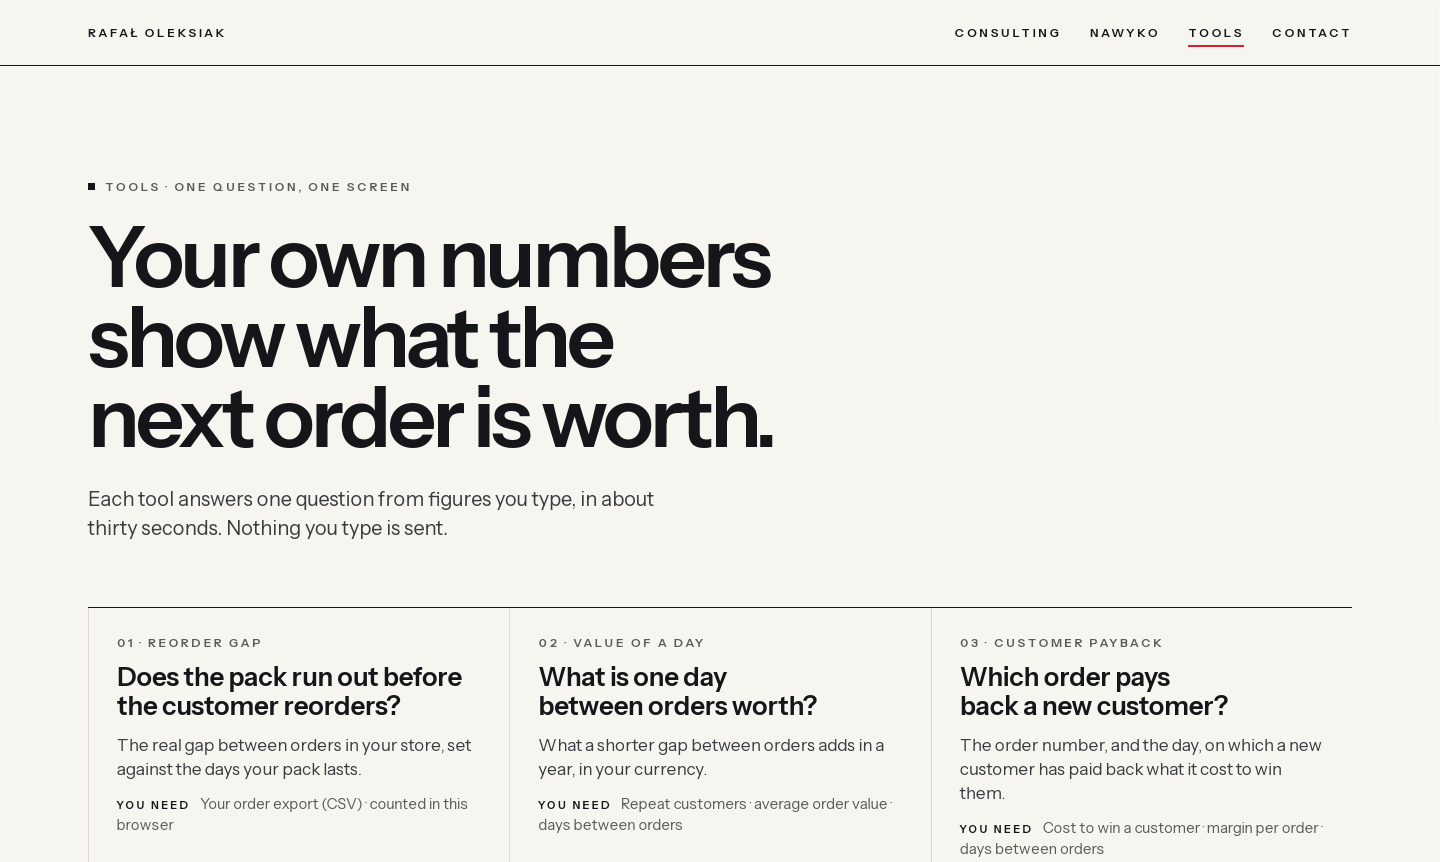 RAFAŁ OLEKSIAK
CONSULTING
NAWYKO
TOOLS
CONTACT
TOOLS · ONE QUESTION, ONE SCREEN
Your own numbers
show what the
next order is worth.
Each tool answers one question from figures you type, in about
thirty seconds. Nothing you type is sent.
01 · REORDER GAP
Does the pack run out before
the customer reorders?
The real gap between orders in your store, set
against the days your pack lasts.
YOU NEED Your order export (CSV) · counted in this
browser
02 · VALUE OF A DAY
What is one day
between orders worth?
What a shorter gap between orders adds in a
year, in your currency.
YOU NEED Repeat customers · average order value ·
days between orders
03 · CUSTOMER PAYBACK
Which order pays
back a new customer?
The order number, and the day, on which a new
customer has paid back what it cost to win
them.
YOU NEED Cost to win a customer · margin per order ·
days between orders